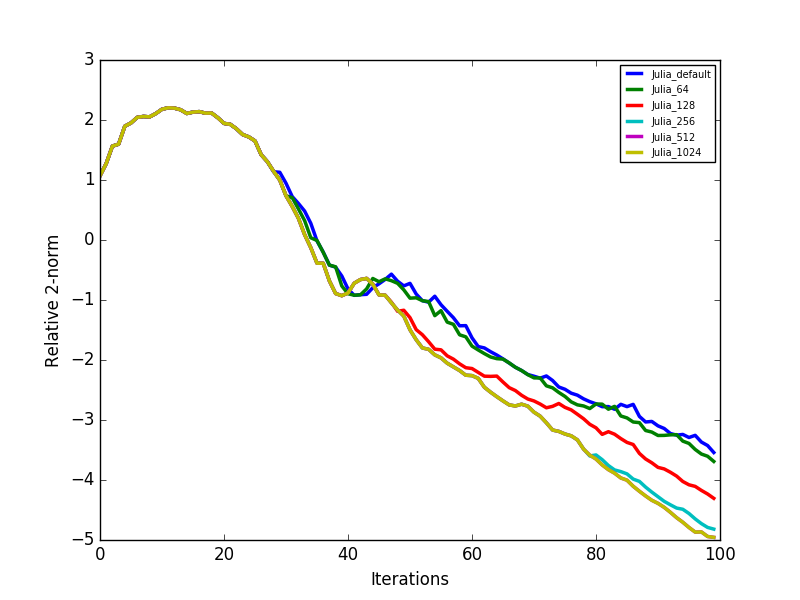 3
2
1
0
−1
−2
−3
−4
−5
Relative 2-norm
0
20
40
60
80
100
Iterations
Julia_default
Julia_64
Julia_128
Julia_256
Julia_512
Julia_1024